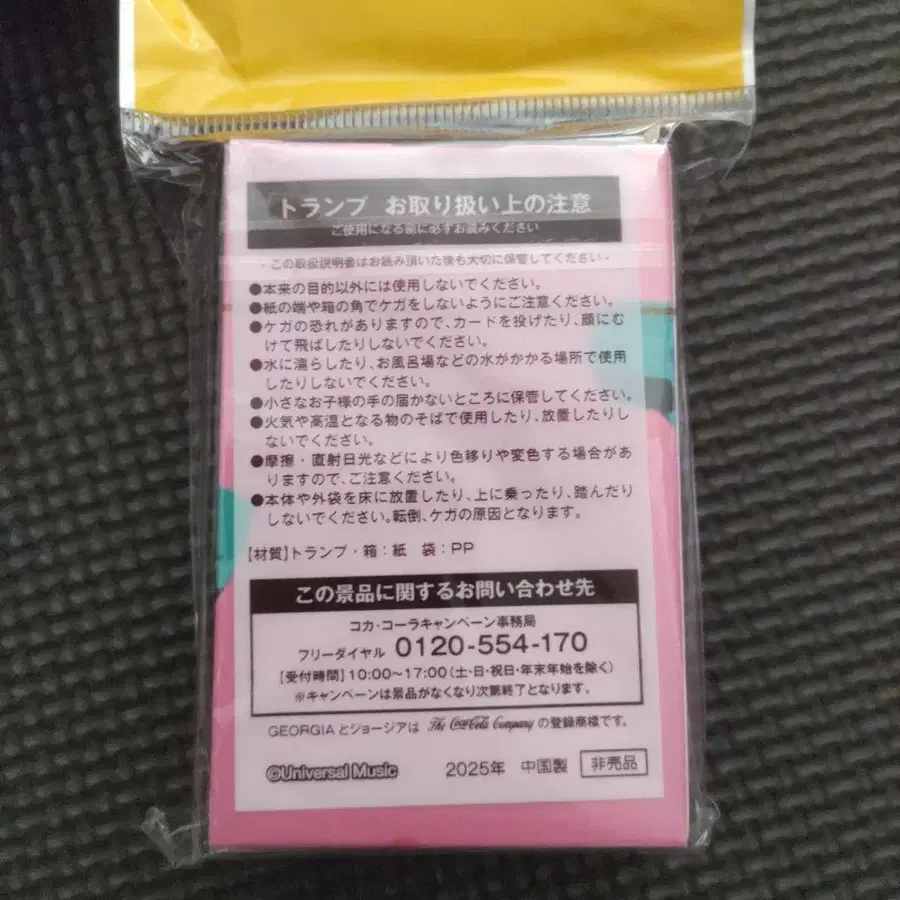 トランプ お取り扱い上の注意
ご使用になる前に必ずお読みください
- この取扱説明書はお読み頂いた後も大切に保管してください -
●本来の目的以外には使用しないでください。
●紙の端や箱の角でケガをしないようにご注意ください。
●ケガの恐れがありますので、カードを投げたり、顔にむ
けて飛ばしたりしないでください。
●水に濡らしたり、お風呂場などの水がかかる場所で使用
したりしないでください。
●小さなお子様の手の届かないところに保管してください。
●火気や高温となる物のそばで使用したり、放置したりし
ないでください。
●摩擦・直射日光などにより色移りや変色する場合があ
りますので、ご注意ください。
●本体や外袋を床に放置したり、上に乗ったり、踏んだり
しないでください。転倒、ケガの原因となります。
【材質】トランプ・箱：紙 袋：PP
この景品に関するお問い合わせ先
コカ・コーラキャンペーン事務局
フリーダイヤル 0120-554-170
【受付時間】10:00～17:00（土・日・祝日・年末年始を除く）
※キャンペーンは景品がなくなり次第終了となります。
GEORGIAとジョージアは The Coca-Cola Company の登録商標です。
©Universal Music 2025年 中国製 非売品